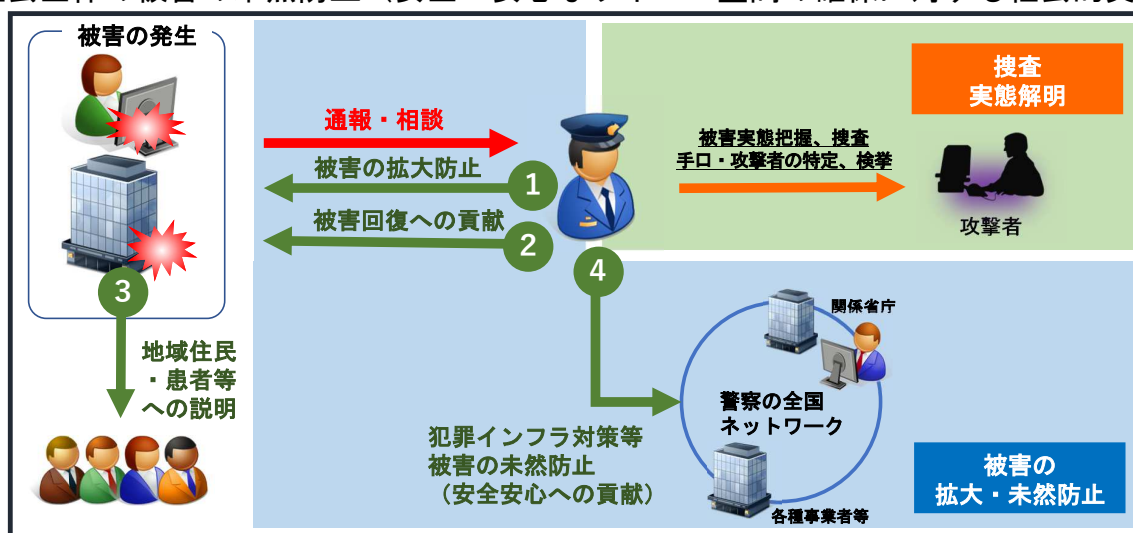 被害の発生
通報・相談
被害の拡大防止
1
被害回復への貢献
2
捜査
実態解明
被害実態把握、捜査
手口・攻撃者の特定、検挙
攻撃者
3
地域住民
・患者等
への説明
4
犯罪インフラ対策等
被害の未然防止
（安全安心への貢献）
関係省庁
警察の全国
ネットワーク
各種事業者等
被害の
拡大・未然防止